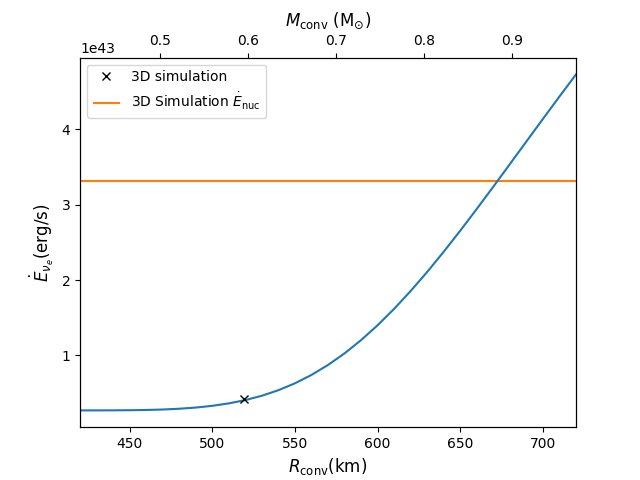 M_conv (M_⊙)
0.5 0.6 0.7 0.8 0.9
1e43
3D simulation
3D Simulation Ė_nuc
4
3
2
1
Ė_νe (erg/s)
450 500 550 600 650 700
R_conv(km)